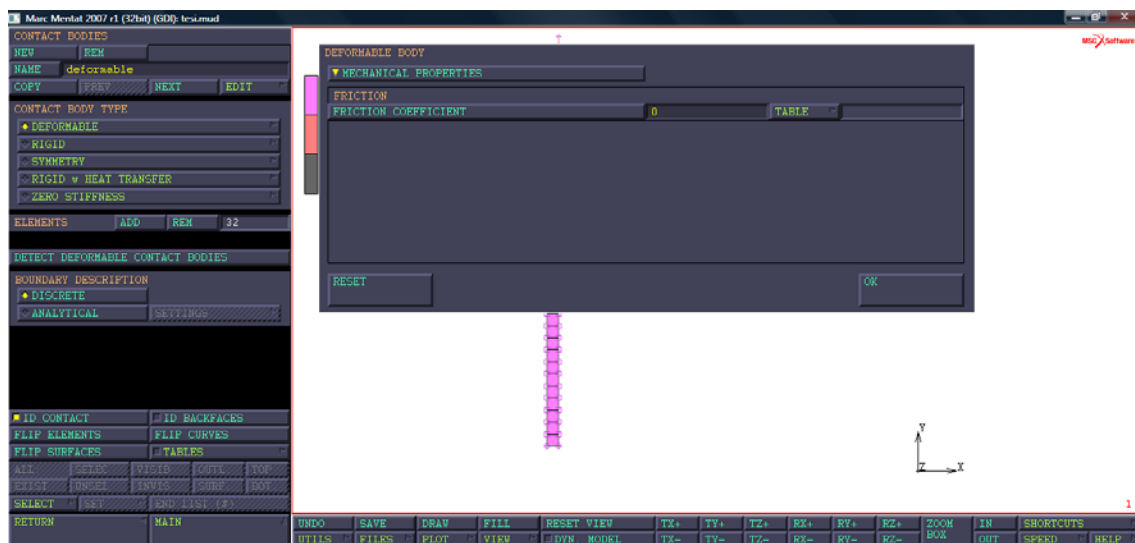 Marc Mentat 2007 r1 (32bit) (GDI): tesi.mud
CONTACT BODIES
NEW REM
NAME deformable
COPY PREV NEXT EDIT
CONTACT BODY TYPE
DEFORMABLE
RIGID
SYMMETRY
RIGID w HEAT TRANSFER
ZERO STIFFNESS
ELEMENTS ADD REM 32
DETECT DEFORMABLE CONTACT BODIES
BOUNDARY DESCRIPTION
DISCRETE
ANALYTICAL SETTINGS
ID CONTACT ID BACKFACES
FLIP ELEMENTS FLIP CURVES
FLIP SURFACES TABLES
ALL SELEC VISIB OUTL TOP
EXIST UNSEL INVIS SURF BOT
SELECT SET END LIST (#)
RETURN MAIN
DEFORMABLE BODY
MECHANICAL PROPERTIES
FRICTION
FRICTION COEFFICIENT 0 TABLE
RESET OK
MSC Software
Y
Z X
1
UNDO SAVE DRAW FILL RESET VIEW TX+ TY+ TZ+ RX+ RY+ RZ+ ZOOM BOX IN SHORTCUTS
UTILS FILES PLOT VIEW DYN. MODEL TX- TY- TZ- RX- RY- RZ- OUT SPEED HELP